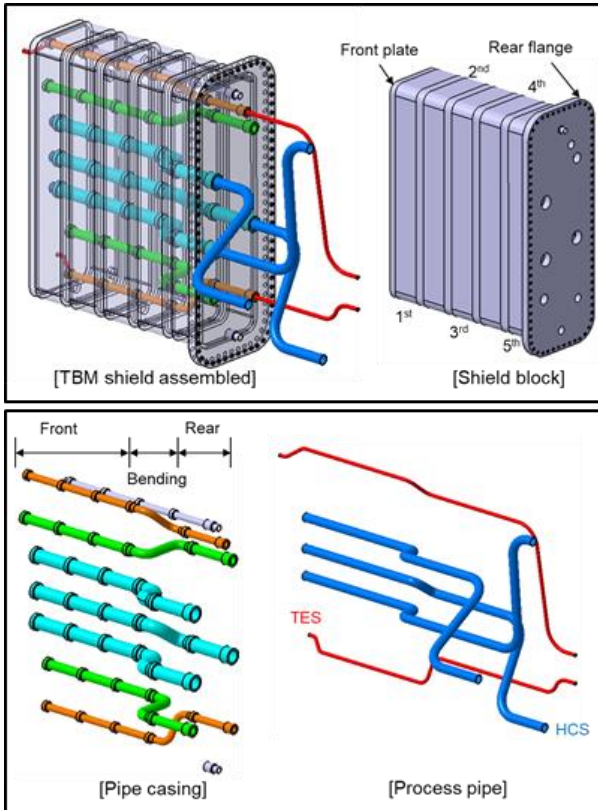 Front plate
Rear flange
2nd
4th
1st
3rd
5th
[TBM shield assembled]
[Shield block]
Front
Rear
Bending
TES
HCS
[Pipe casing]
[Process pipe]